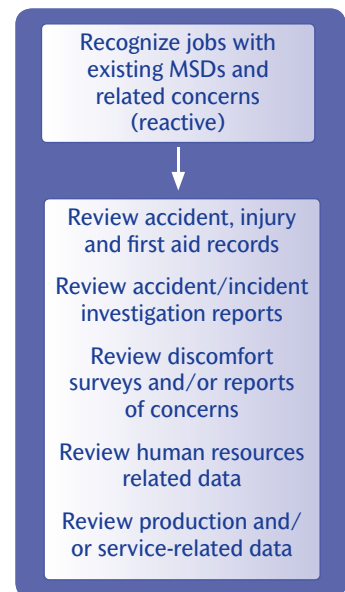 Recognize jobs with
existing MSDs and
related concerns
(reactive)
Review accident, injury
and first aid records
Review accident/incident
investigation reports
Review discomfort
surveys and/or reports
of concerns
Review human resources
related data
Review production and/
or service-related data